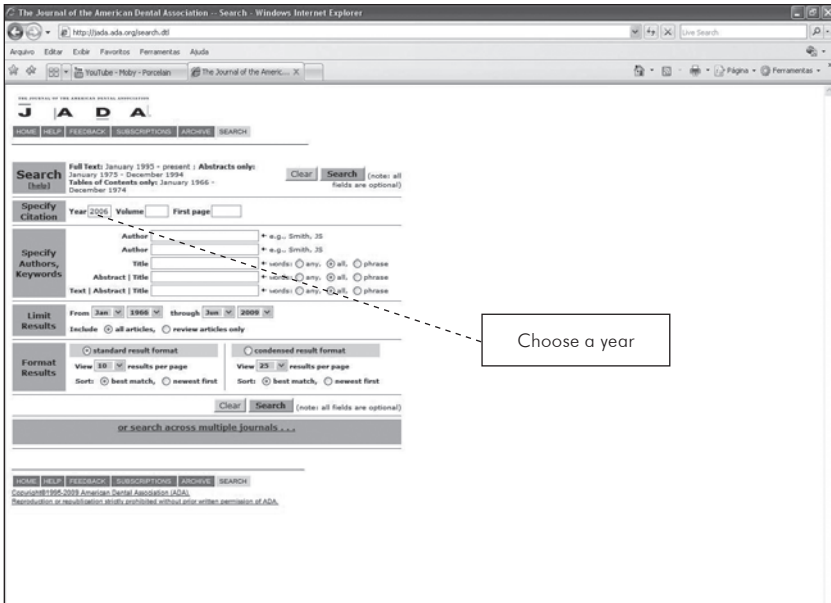 The Journal of the American Dental Association -- Search - Windows Internet Explorer
http://jada.ada.org/search.dtl
Live Search
Arquivo Editar Exibir Favoritos Ferramentas Ajuda
YouTube - Moby - Porcelain
The Journal of the Americ... X
Página
Ferramentas
THE JOURNAL OF THE AMERICAN DENTAL ASSOCIATION
J A D A
HOME HELP FEEDBACK SUBSCRIPTIONS ARCHIVE SEARCH
Search
[help]
Full Text: January 1995 - present ; Abstracts only:
January 1975 - December 1994
Tables of Contents only: January 1966 -
December 1974
Clear Search (note: all
fields are optional)
Specify
Citation
Year 2006 Volume First page
Specify
Authors,
Keywords
Author e.g., Smith, JS
Author e.g., Smith, JS
Title words: any, all, phrase
Abstract | Title words: any, all, phrase
Text | Abstract | Title words: any, all, phrase
Limit
Results
From Jan 1966 through Jun 2009
Include all articles, review articles only
Choose a year
Format
Results
standard result format
View 10 results per page
Sort: best match, newest first
condensed result format
View 25 results per page
Sort: best match, newest first
Clear Search (note: all fields are optional)
or search across multiple journals . . .
HOME HELP FEEDBACK SUBSCRIPTIONS ARCHIVE SEARCH
Copyright©1995-2009 American Dental Association (ADA).
Reproduction or republication strictly prohibited without prior written permission of ADA.